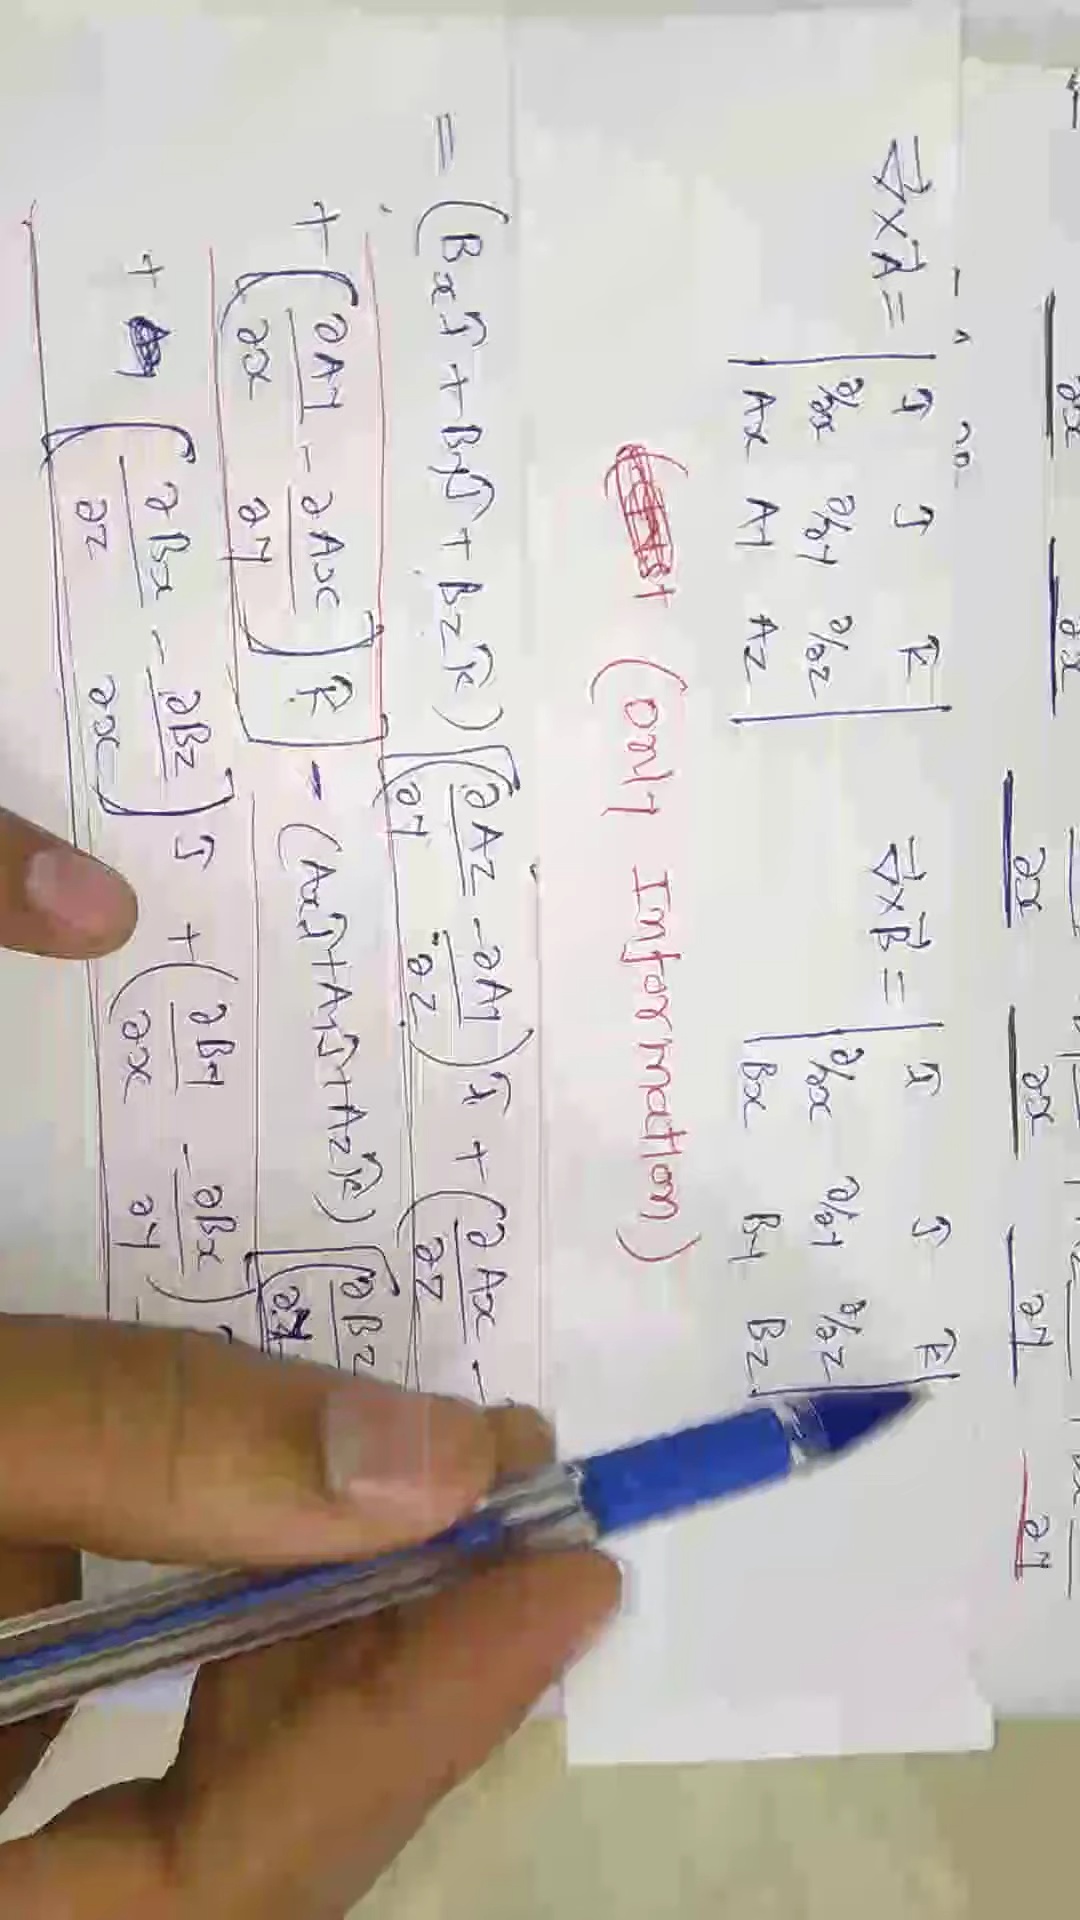 ∂x ∂x ∂x ∂x ∂y ∂y
∇⃗×A⃗ = | î ĵ k̂ | ∇⃗×B⃗ = | î ĵ k̂ |
| ∂/∂x ∂/∂y ∂/∂z | | ∂/∂x ∂/∂y ∂/∂z |
| Ax Ay Az | | Bx By Bz |
(only Information)
= (Bx î + By ĵ + Bz k̂) [(∂Az/∂y - ∂Ay/∂z) î + (∂Ax/∂z -
+ (∂Ay/∂x - ∂Ax/∂y) k̂] - (Ax î + Ay ĵ + Az k̂) [(∂Bz/∂y
+ (∂Bx/∂z - ∂Bz/∂x) ĵ + (∂By/∂x - ∂Bx/∂y)